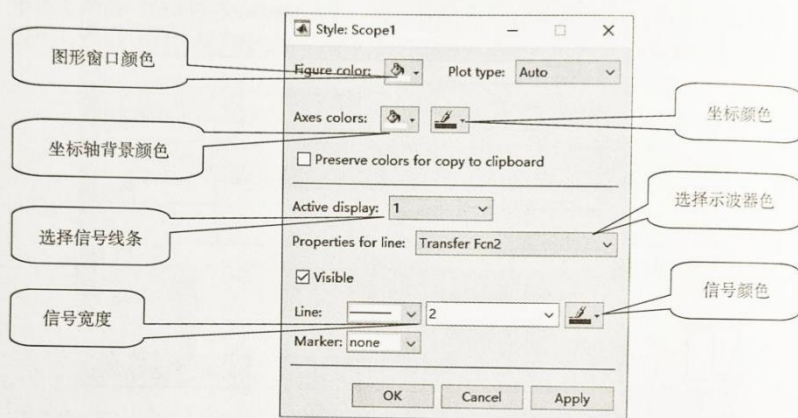 Style: Scope1
图形窗口颜色
Figure color:
Plot type: Auto
坐标颜色
Axes colors:
坐标轴背景颜色
Preserve colors for copy to clipboard
选择示波器色
Active display: 1
选择信号线条
Properties for line: Transfer Fcn2
Visible
信号颜色
信号宽度
Line: 2
Marker: none
OK Cancel Apply